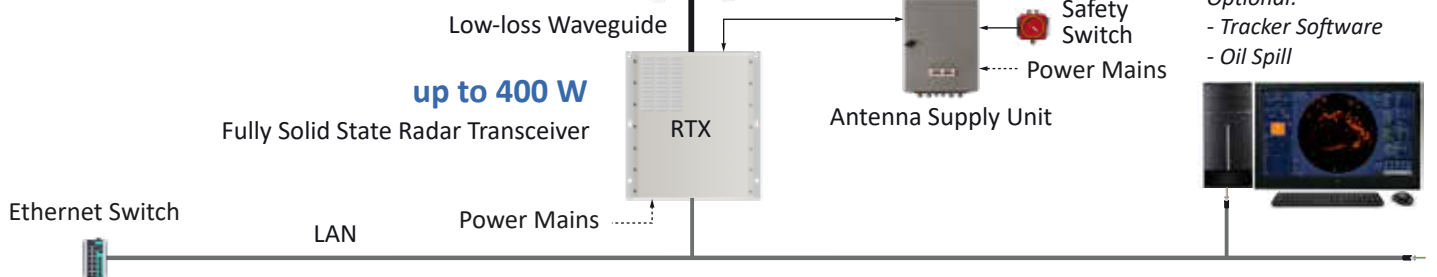 Low-loss Waveguide
Safety
Switch
Optional:
- Tracker Software
- Oil Spill
Power Mains
up to 400 W
Fully Solid State Radar Transceiver
RTX
Antenna Supply Unit
Ethernet Switch
Power Mains
LAN